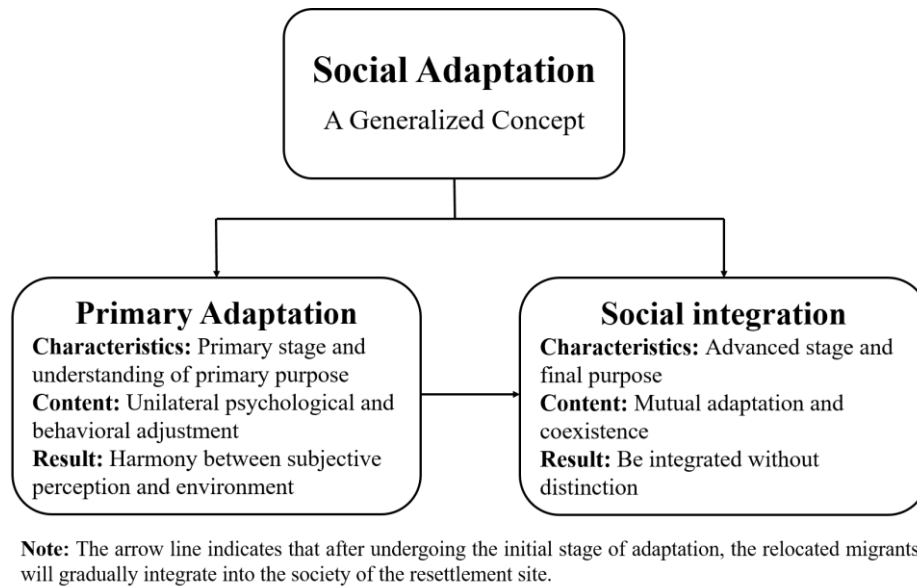 Social Adaptation
A Generalized Concept
Primary Adaptation
Characteristics: Primary stage and
understanding of primary purpose
Content: Unilateral psychological and
behavioral adjustment
Result: Harmony between subjective
perception and environment
Social integration
Characteristics: Advanced stage and
final purpose
Content: Mutual adaptation and
coexistence
Result: Be integrated without
distinction
Note: The arrow line indicates that after undergoing the initial stage of adaptation, the relocated migrants
will gradually integrate into the society of the resettlement site.